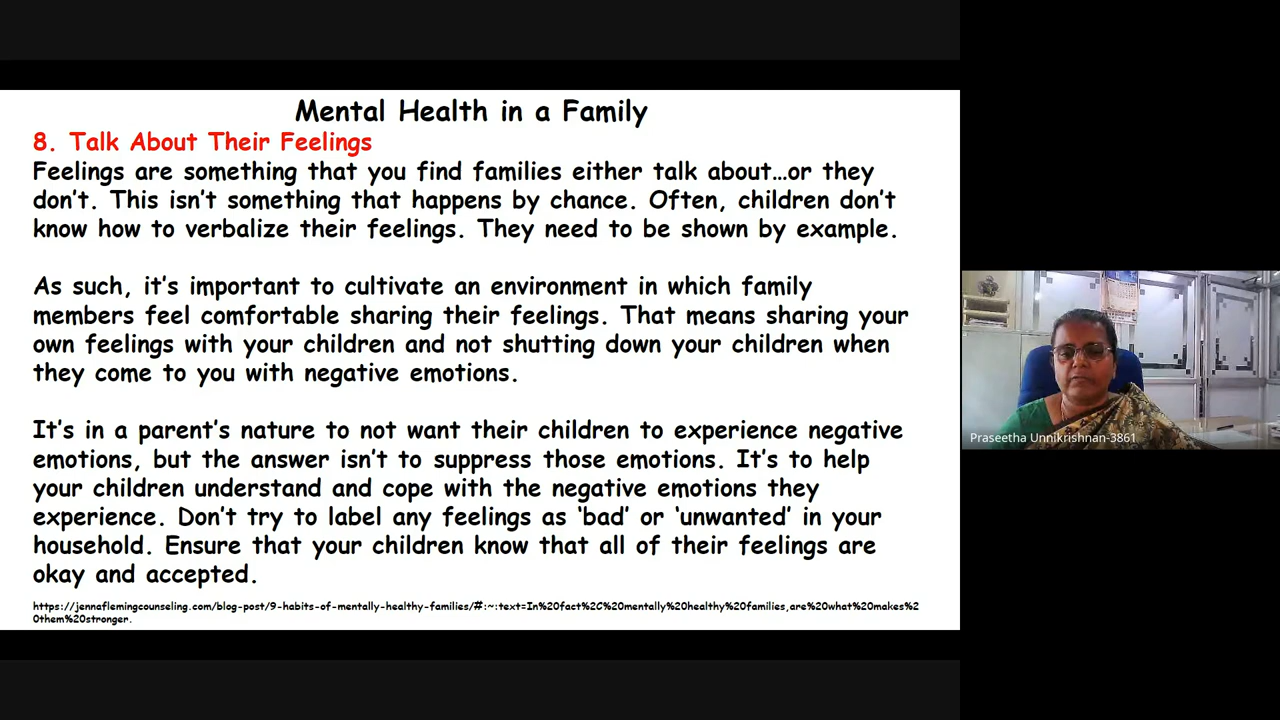 Mental Health in a Family
8. Talk About Their Feelings
Feelings are something that you find families either talk about…or they
don’t. This isn’t something that happens by chance. Often, children don’t
know how to verbalize their feelings. They need to be shown by example.
As such, it’s important to cultivate an environment in which family
members feel comfortable sharing their feelings. That means sharing your
own feelings with your children and not shutting down your children when
they come to you with negative emotions.
It’s in a parent’s nature to not want their children to experience negative
emotions, but the answer isn’t to suppress those emotions. It’s to help
your children understand and cope with the negative emotions they
experience. Don’t try to label any feelings as ‘bad’ or ‘unwanted’ in your
household. Ensure that your children know that all of their feelings are
okay and accepted.
https://jennaflemingcounseling.com/blog-post/9-habits-of-mentally-healthy-families/#:~:text=In%20fact%2C%20mentally%20healthy%20families,are%20what%20makes%2
0them%20stronger.
Praseetha Unnikrishnan-3861